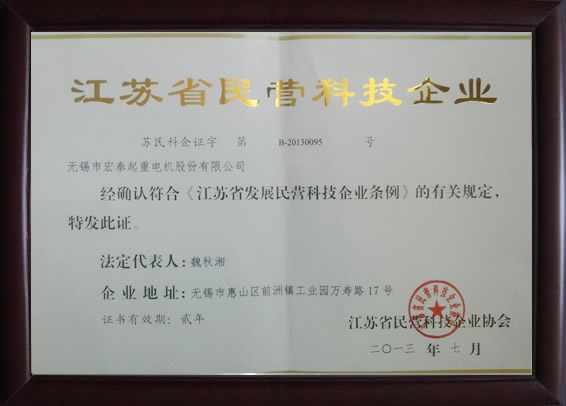 江苏省民营科技企业
苏民科企证字 第 B-20130095 号
无锡市宏泰起重电机股份有限公司
经确认符合《江苏省发展民营科技企业条例》的有关规定，
特发此证。
法定代表人：魏秋湘
企业地址：无锡市惠山区前洲镇工业园万寿路17号
证书有效期：贰年
江苏省民营科技企业协会
二〇一三 年 七 月